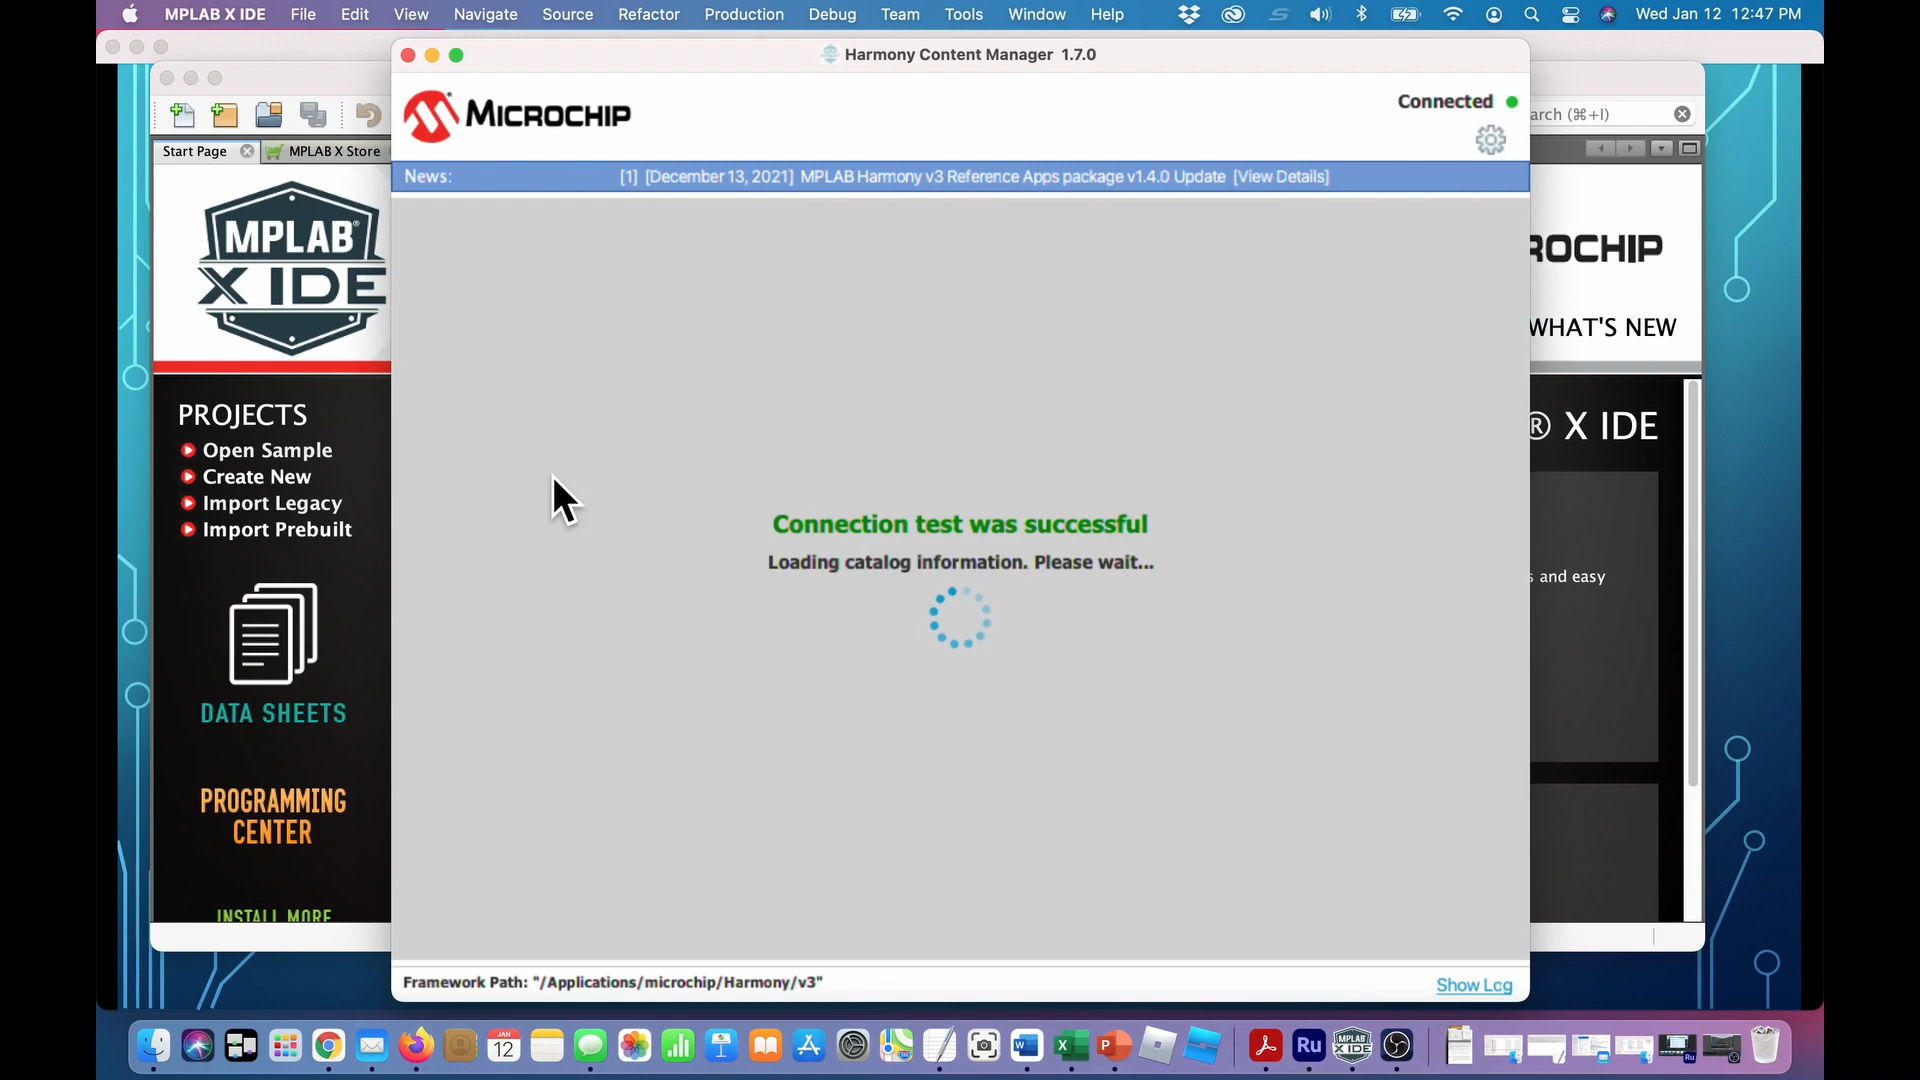 MPLAB X IDE File Edit View Navigate Source Refactor Production Debug Team Tools Window Help Wed Jan 12 12:47 PM
Harmony Content Manager 1.7.0
MICROCHIP
Connected
arch (⌘+I)
Start Page MPLAB X Store
News: [1] [December 13, 2021] MPLAB Harmony v3 Reference Apps package v1.4.0 Update [View Details]
MPLAB®
X IDE
ROCHIP
WHAT'S NEW
PROJECTS
Open Sample
Create New
Import Legacy
Import Prebuilt
® X IDE
Connection test was successful
Loading catalog information. Please wait...
s and easy
DATA SHEETS
PROGRAMMING
CENTER
INSTALL MORE
Framework Path: "/Applications/microchip/Harmony/v3"
Show Log
JAN
12
W
X
P
Ru
MPLAB
X IDE